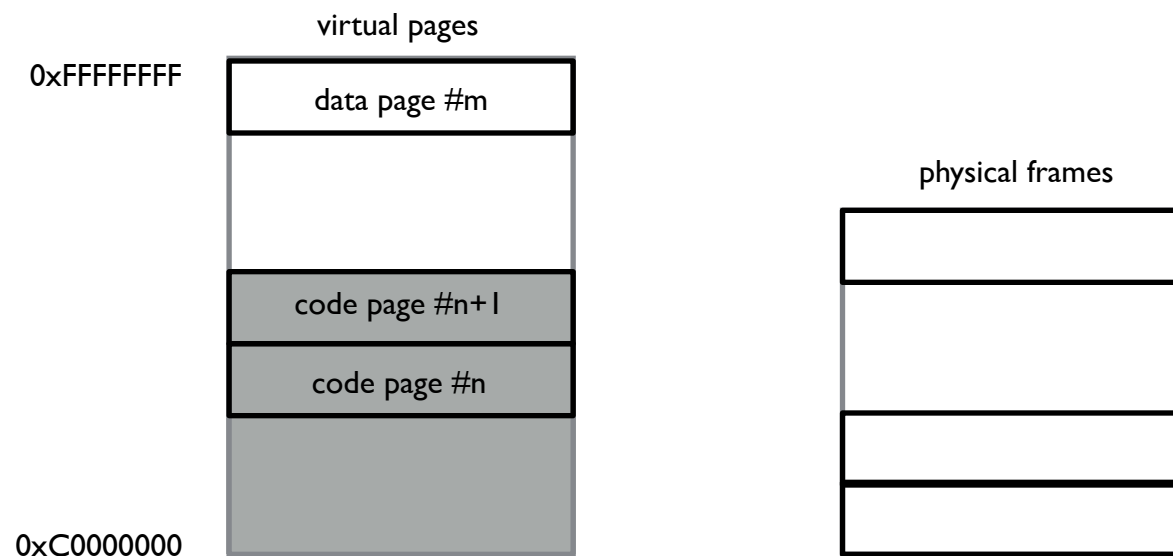 virtual pages
0xFFFFFFFF
data page #m
physical frames
code page #n+1
code page #n
0xC0000000